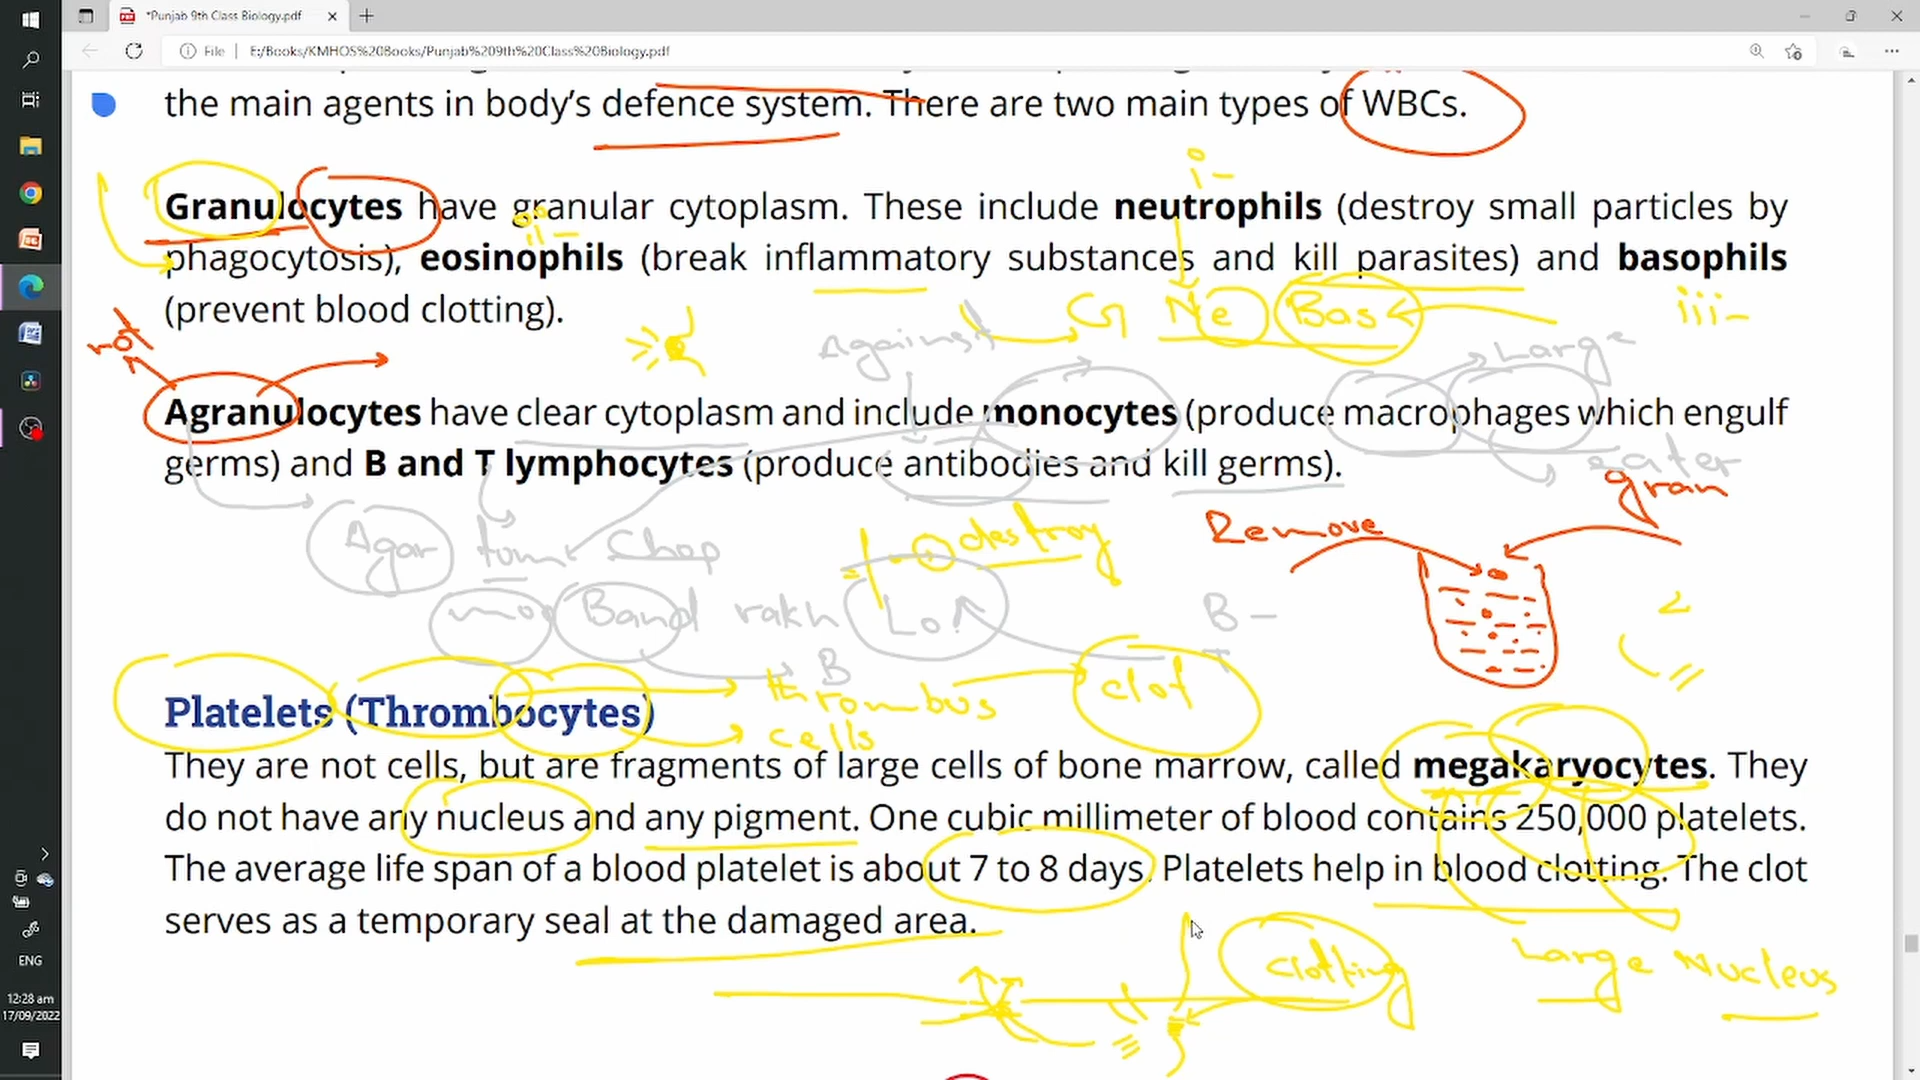 *Punjab 9th Class Biology.pdf
File | E:/Books/KMHOS%20Books/Punjab%209th%20Class%20Biology.pdf
the main agents in body's defence system. There are two main types of WBCs.
i-
Granulocytes have granular cytoplasm. These include neutrophils (destroy small particles by
ii-
phagocytosis), eosinophils (break inflammatory substances and kill parasites) and basophils
(prevent blood clotting).
G Ne Bas
iii-
not
Against
Large
Agranulocytes have clear cytoplasm and include monocytes (produce macrophages which engulf
germs) and B and T lymphocytes (produce antibodies and kill germs).
eater
gran
Remove
Agar tum Chop
destroy
mo Band rakh Lo
B -
T
B
Platelets (Thrombocytes)
thrombus
clot
cells
They are not cells, but are fragments of large cells of bone marrow, called megakaryocytes. They
do not have any nucleus and any pigment. One cubic millimeter of blood contains 250,000 platelets.
The average life span of a blood platelet is about 7 to 8 days. Platelets help in blood clotting. The clot
serves as a temporary seal at the damaged area.
clotting
Large Nucleus
ENG
12:28 am
17/09/2022